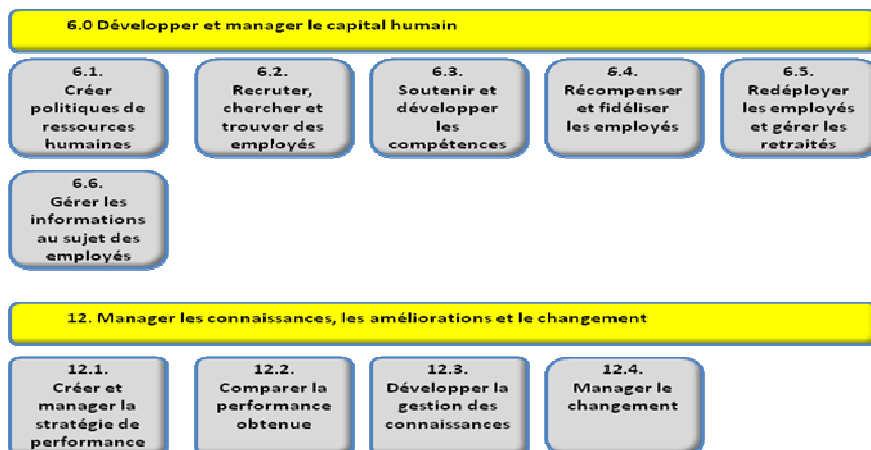 6.0 Développer et manager le capital humain
6.1.
Créer
politiques de
ressources
humaines
6.2.
Recruter,
chercher et
trouver des
employés
6.3.
Soutenir et
développer
les
compétences
6.4.
Récompenser
et fidéliser
les employés
6.5.
Redéployer
les employés
et gérer les
retraités
6.6.
Gérer les
informations
au sujet des
employés
12. Manager les connaissances, les améliorations et le changement
12.1.
Créer et
manager la
stratégie de
performance
12.2.
Comparer la
performance
obtenue
12.3.
Développer la
gestion des
connaissances
12.4.
Manager le
changement